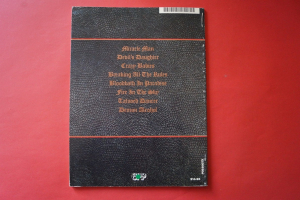 Miracle Man
Devil's Daughter
Crazy Babies
Breaking All The Rules
Bloodbath In Paradise
Fire In The Sky
Tattooed Dancer
Demon Alcohol